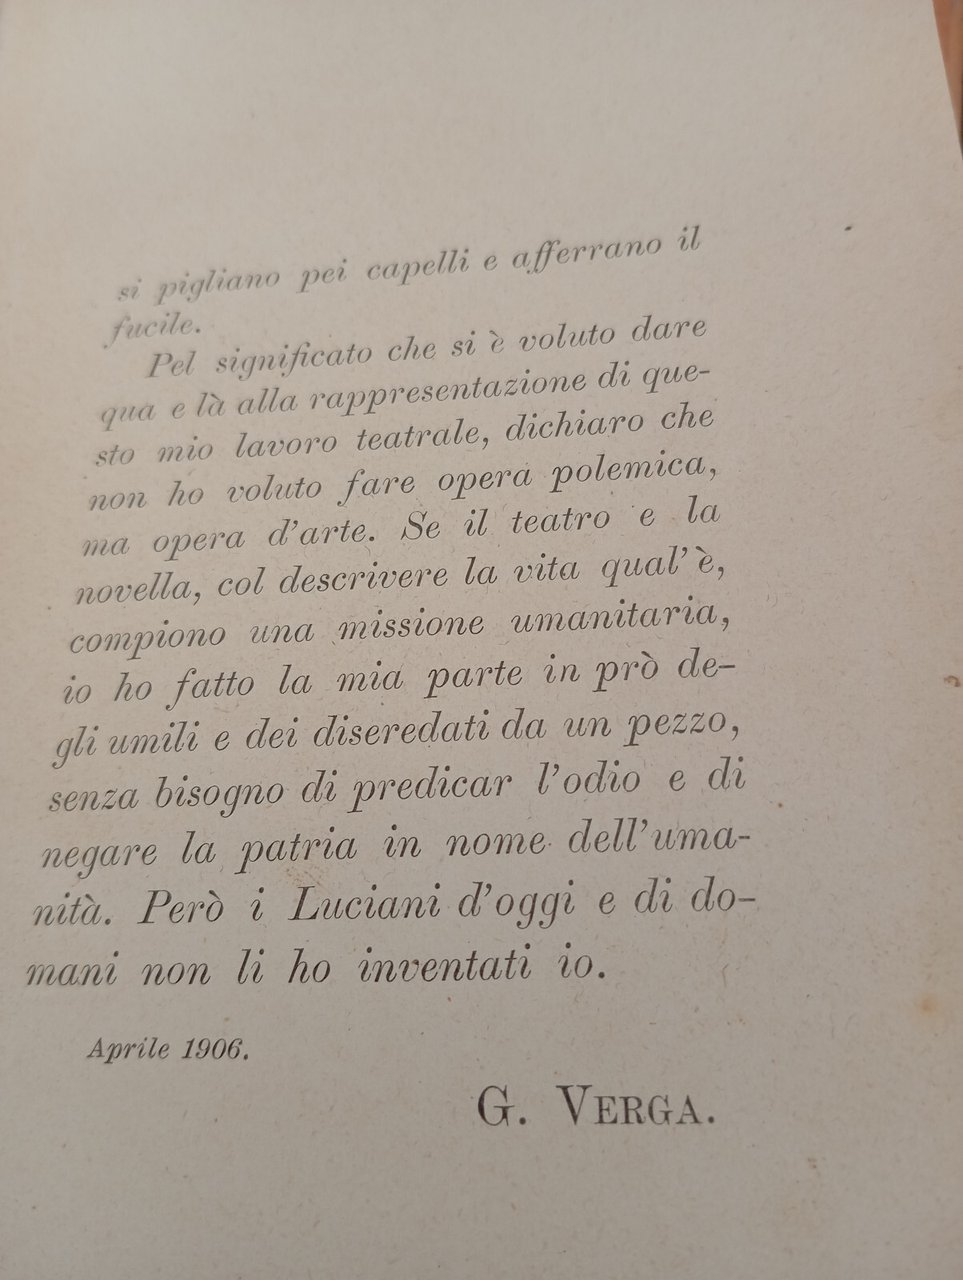 si pigliano pei capelli e afferrano il
fucile.
Pel significato che si è voluto dare
qua e là alla rappresentazione di que-
sto mio lavoro teatrale, dichiaro che
non ho voluto fare opera polemica,
ma opera d'arte. Se il teatro e la
novella, col descrivere la vita qual'è,
compiono una missione umanitaria,
io ho fatto la mia parte in prò de-
gli umili e dei diseredati da un pezzo,
senza bisogno di predicar l'odio e di
negare la patria in nome dell'uma-
nità. Però i Luciani d'oggi e di do-
mani non li ho inventati io.
Aprile 1906.
G. VERGA.